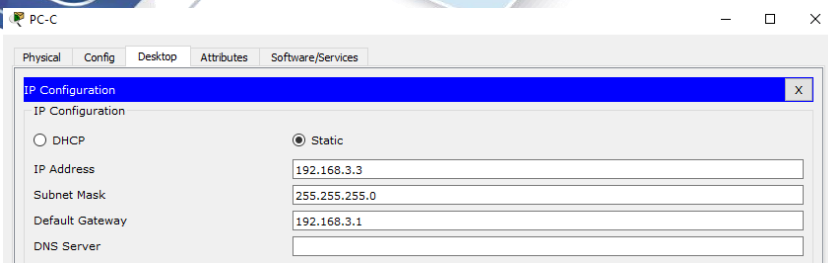 PC-C
Physical Config Desktop Attributes Software/Services
IP Configuration X
IP Configuration
DHCP Static
IP Address 192.168.3.3
Subnet Mask 255.255.255.0
Default Gateway 192.168.3.1
DNS Server